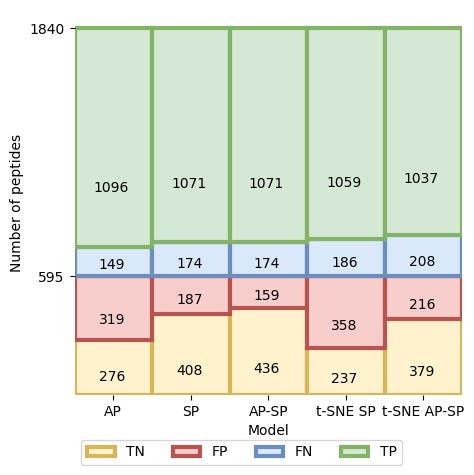 1840
Number of peptides
1096 1071 1071 1059 1037
149 174 174 186 208
595
319 187 159 358 216
276 408 436 237 379
AP SP AP-SP t-SNE SP t-SNE AP-SP
Model
TN FP FN TP